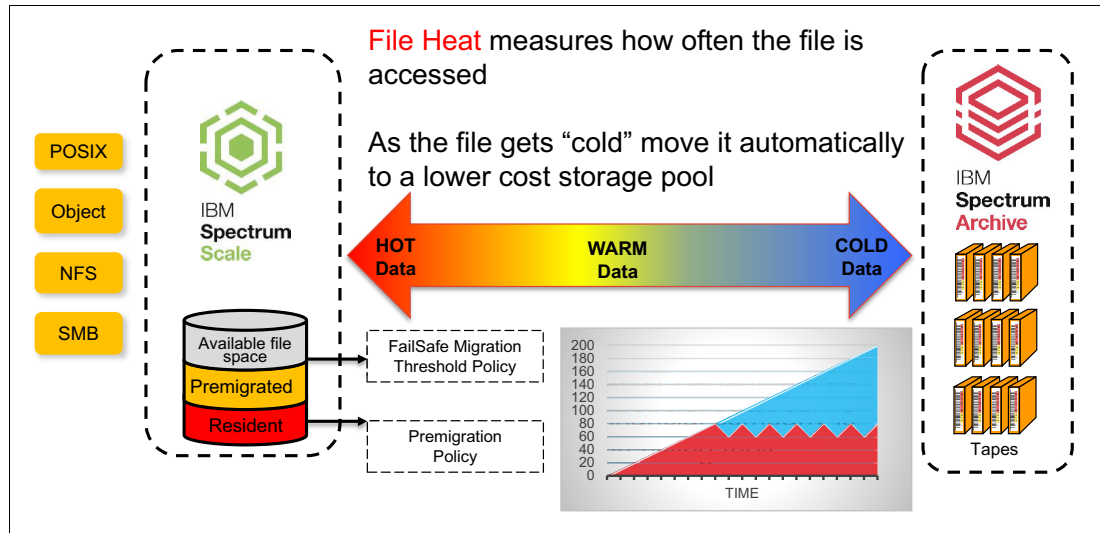 File Heat measures how often the file is
accessed
As the file gets “cold” move it automatically
to a lower cost storage pool
POSIX
Object
NFS
SMB
IBM
Spectrum
Scale
HOT
Data
WARM
Data
COLD
Data
IBM
Spectrum
Archive
Available file
space
Premigrated
Resident
FailSafe Migration
Threshold Policy
Premigration
Policy
200
180
160
140
120
100
80
60
40
20
0
TIME
Tapes